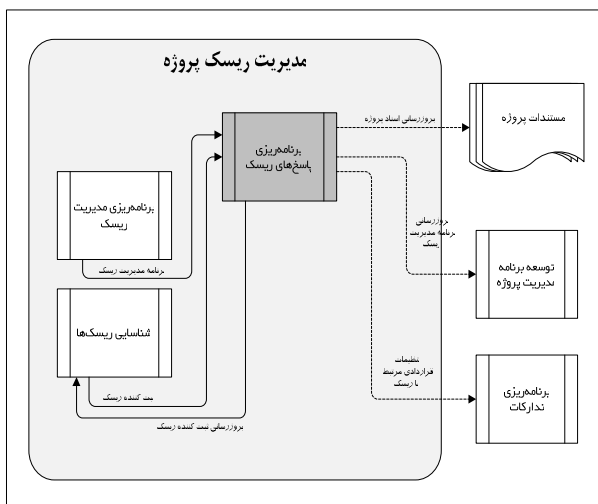 مدیریت ریسک پروژه
برنامه‌ریزی
پاسخ‌های ریسک
بروزرسانی اسناد پروژه
مستندات پروژه
برنامه‌ریزی مدیریت
ریسک
برنامه مدیریت ریسک
بروزرسانی
برنامه مدیریت
ریسک
توسعه برنامه
مدیریت پروژه
شناسایی ریسک‌ها
ثبت کننده ریسک
بروزرسانی ثبت کننده ریسک
تنظیمات
قراردادی مرتبط
با ریسک
برنامه‌ریزی
تدارکات